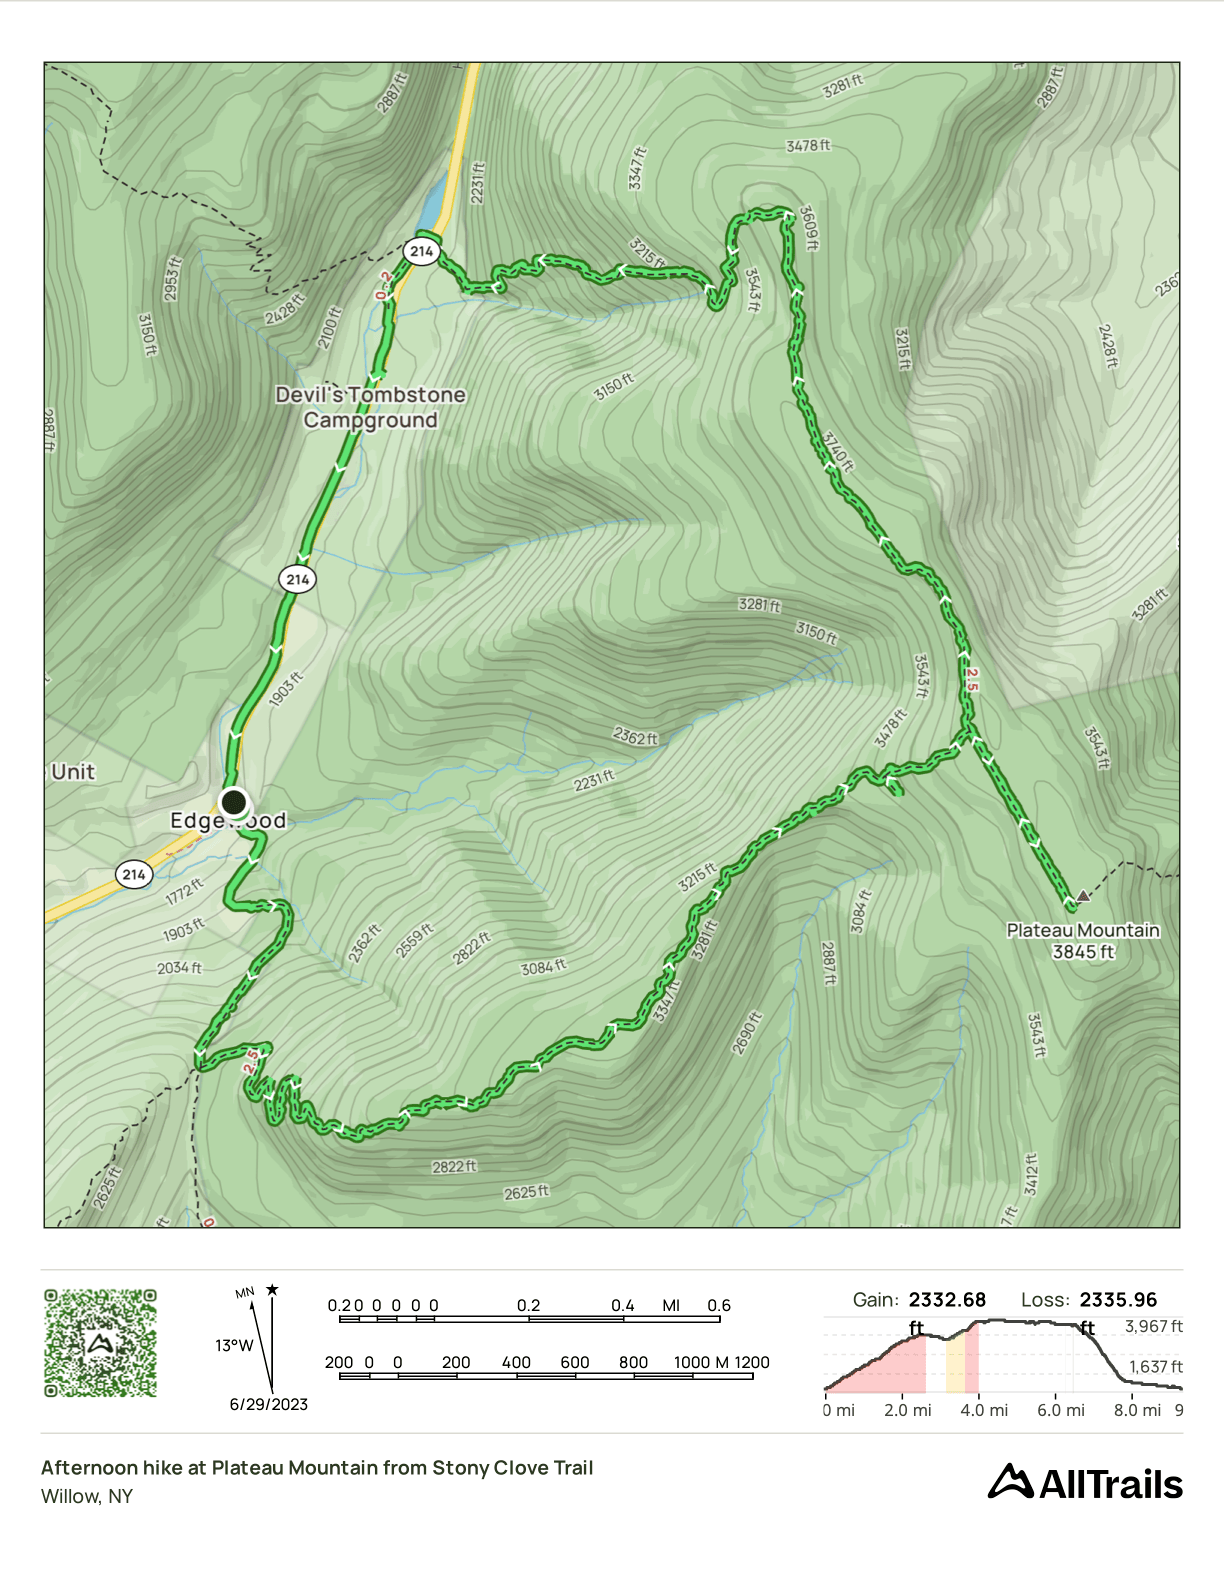 2887 ft
3281 ft
2887 ft
3478 ft
3347 ft
2231 ft
3609 ft
214
3215 ft
2953 ft
0.2
3543 ft
236
2428 ft
2100 ft
3150 ft
3215 ft
2428 ft
Devil's Tombstone
Campground
3150 ft
2887 ft
3740 ft
214
3281 ft
3281 ft
3150 ft
1903 ft
3543 ft
2.5
3478 ft
2362 ft
3543 ft
Unit
2231 ft
Edgewood
214
3215 ft
1772 ft
3084 ft
1903 ft
Plateau Mountain
3845 ft
2362 ft
2559 ft
2822 ft
3281 ft
2034 ft
3084 ft
2887 ft
3347 ft
2690 ft
3543 ft
2.5
2822 ft
2625 ft
2625 ft
3412 ft
ft
0
7 ft
MN
13°W
6/29/2023
0.2 0 0 0 0 0 0.2 0.4 MI 0.6
200 0 0 200 400 600 800 1000 M 1200
Gain: 2332.68 ft Loss: 2335.96 ft
3,967 ft
1,637 ft
0 mi 2.0 mi 4.0 mi 6.0 mi 8.0 mi 9
Afternoon hike at Plateau Mountain from Stony Clove Trail
Willow, NY
AllTrails